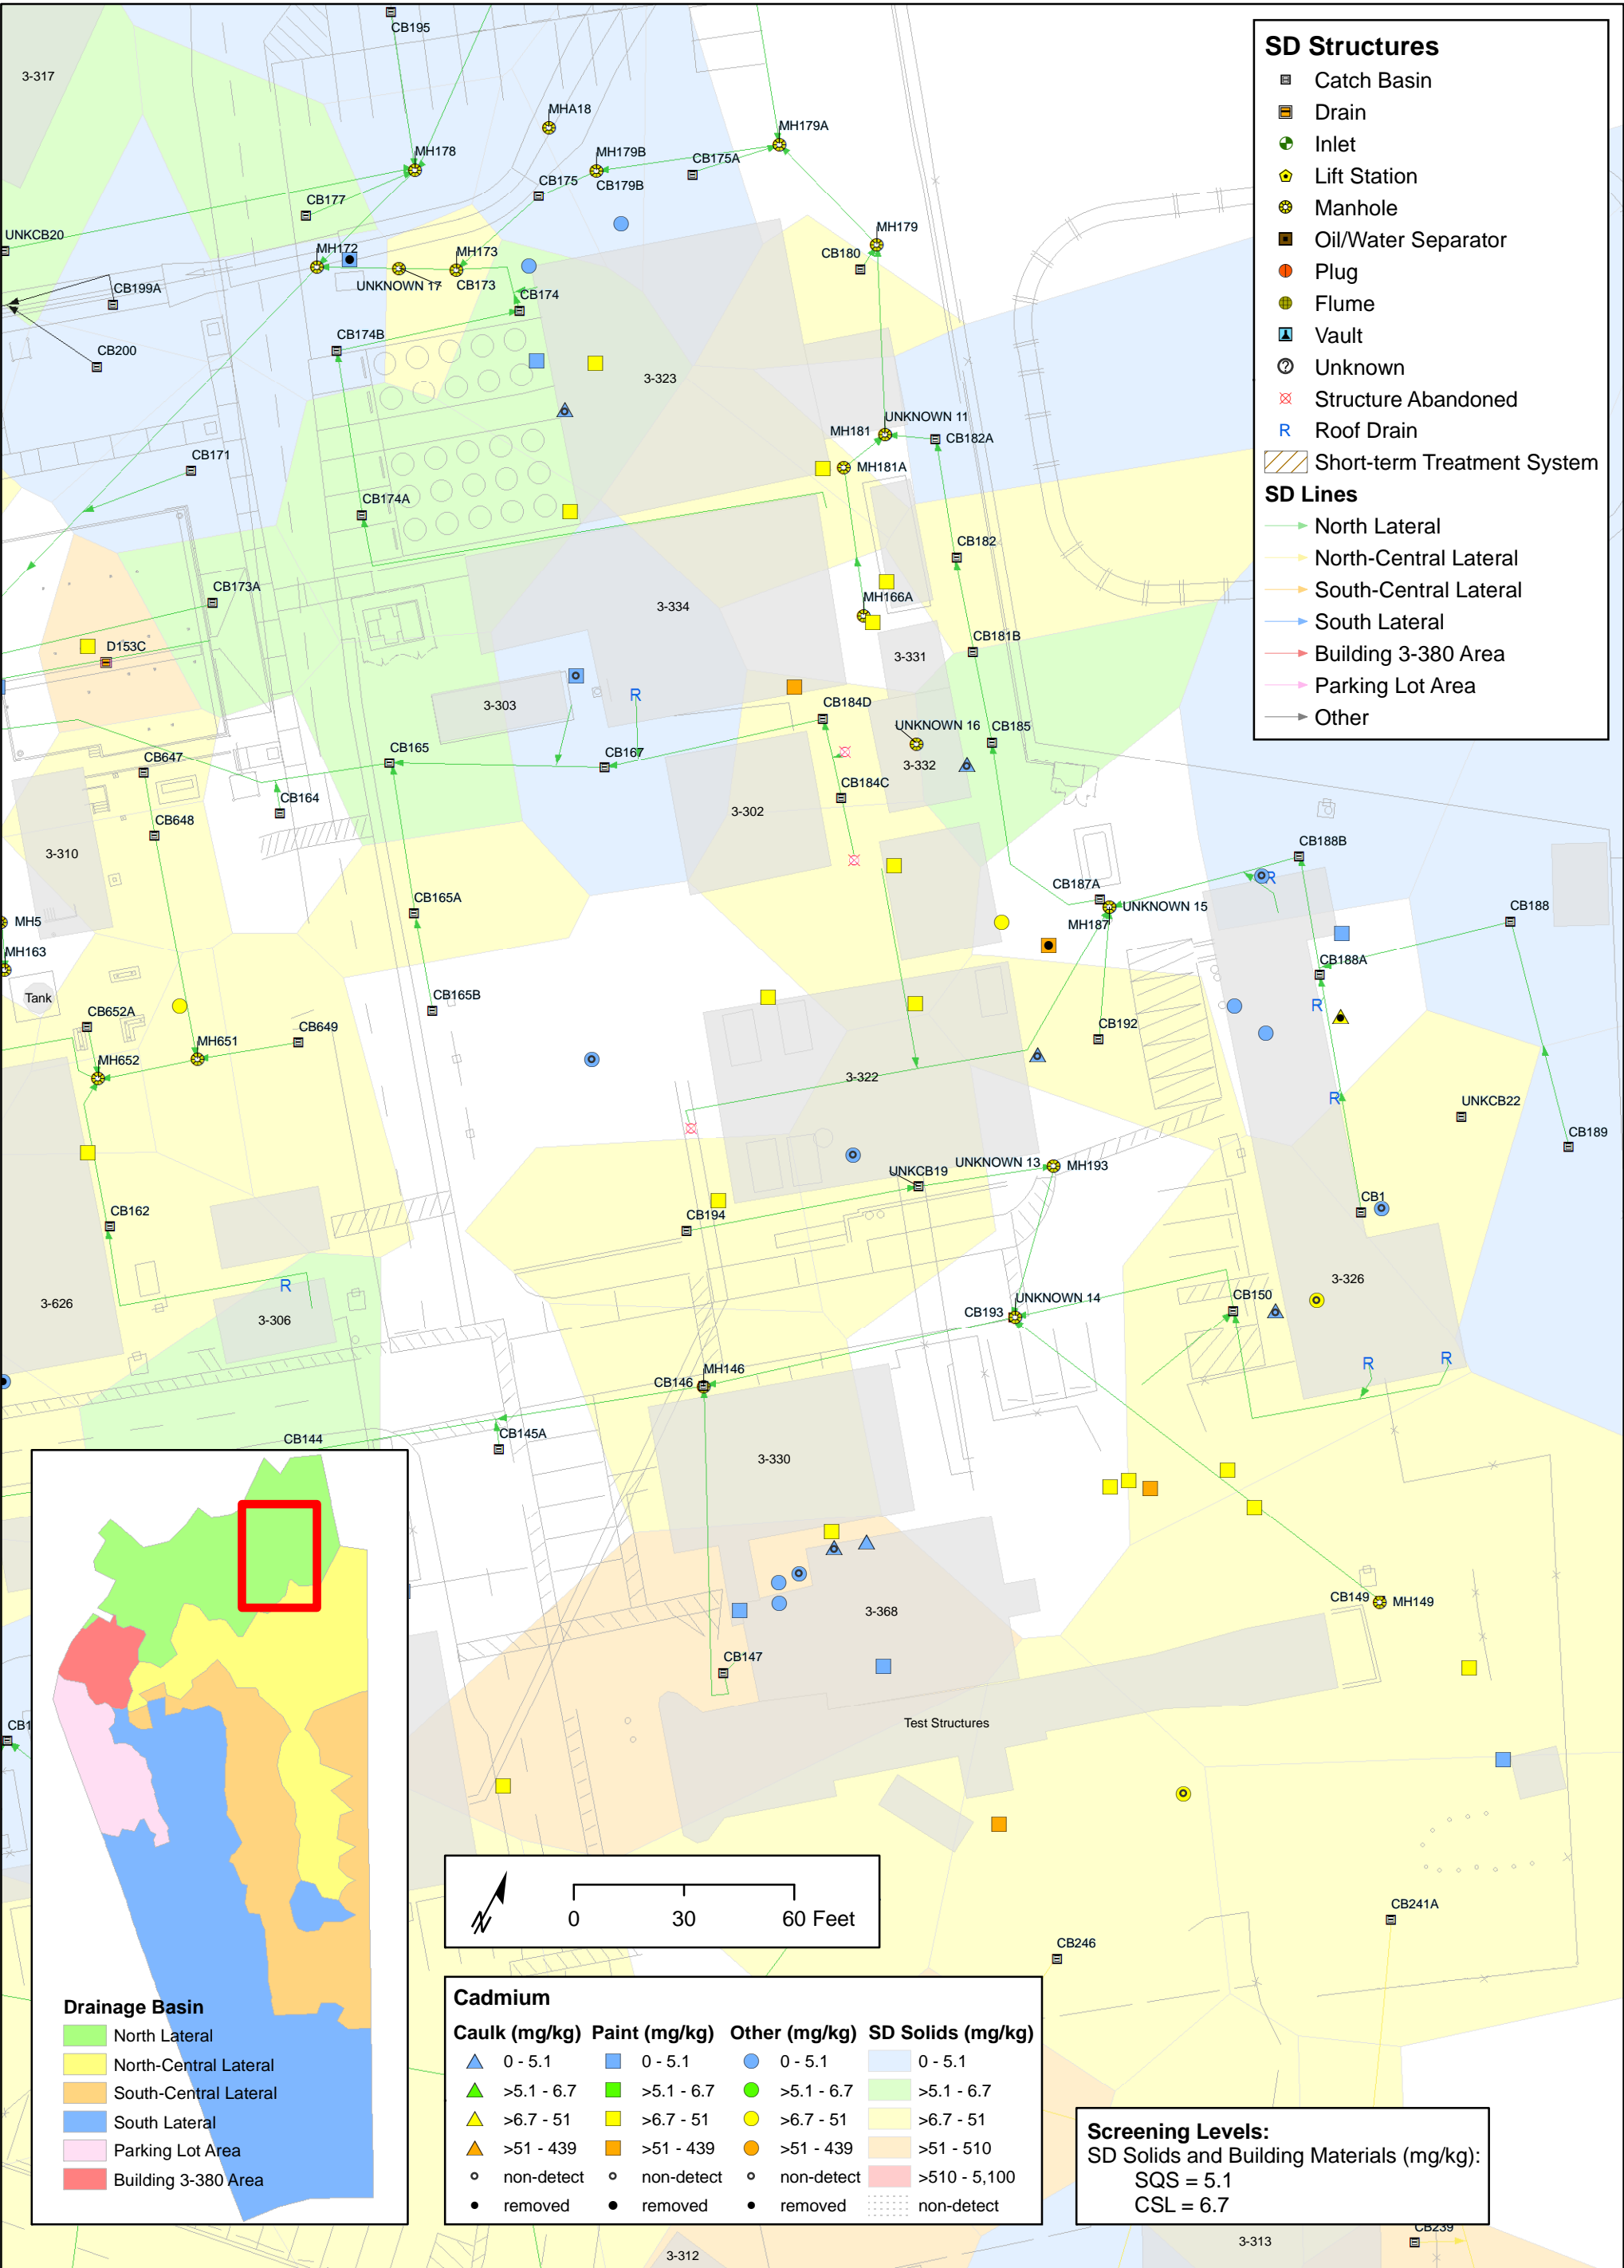 CB195
3-317
MHA18
MH179A
MH178
MH179B
CB175A
CB175
CB179B
CB177
UNKCB20
MH172
MH173
MH179
CB180
UNKNOWN 17
CB173
CB199A
CB174
CB174B
CB200
3-323
UNKNOWN 11
MH181
CB182A
CB171
MH181A
CB174A
CB182
CB173A
3-334
MH166A
D153C
CB181B
3-331
3-303
R
CB184D
UNKNOWN 16
CB185
CB165
CB167
CB647
3-332
CB164
CB184C
3-302
CB648
3-310
CB188B
R
CB187A
UNKNOWN 15
CB165A
CB188
MH5
MH187
MH163
CB188A
Tank
CB165B
R
CB652A
CB649
CB192
MH651
MH652
3-322
R
UNKCB22
CB189
UNKNOWN 13
MH193
UNKCB19
CB162
CB194
CB1
R
3-326
3-626
3-306
CB193
UNKNOWN 14
CB150
R
R
MH146
CB146
CB144
CB145A
3-330
CB149
MH149
3-368
CB147
CB1
Test Structures
CB241A
CB246
CB239
3-313
3-312
SD Structures
Catch Basin
Drain
Inlet
Lift Station
Manhole
Oil/Water Separator
Plug
Flume
Vault
? Unknown
Structure Abandoned
R Roof Drain
Short-term Treatment System
SD Lines
North Lateral
North-Central Lateral
South-Central Lateral
South Lateral
Building 3-380 Area
Parking Lot Area
Other
Drainage Basin
North Lateral
North-Central Lateral
South-Central Lateral
South Lateral
Parking Lot Area
Building 3-380 Area
N
0 30 60 Feet
Cadmium
Caulk (mg/kg) Paint (mg/kg) Other (mg/kg) SD Solids (mg/kg)
0 - 5.1 0 - 5.1 0 - 5.1 0 - 5.1
>5.1 - 6.7 >5.1 - 6.7 >5.1 - 6.7 >5.1 - 6.7
>6.7 - 51 >6.7 - 51 >6.7 - 51 >6.7 - 51
>51 - 439 >51 - 439 >51 - 439 >51 - 510
non-detect non-detect non-detect >510 - 5,100
removed removed removed non-detect
Screening Levels:
SD Solids and Building Materials (mg/kg):
SQS = 5.1
CSL = 6.7